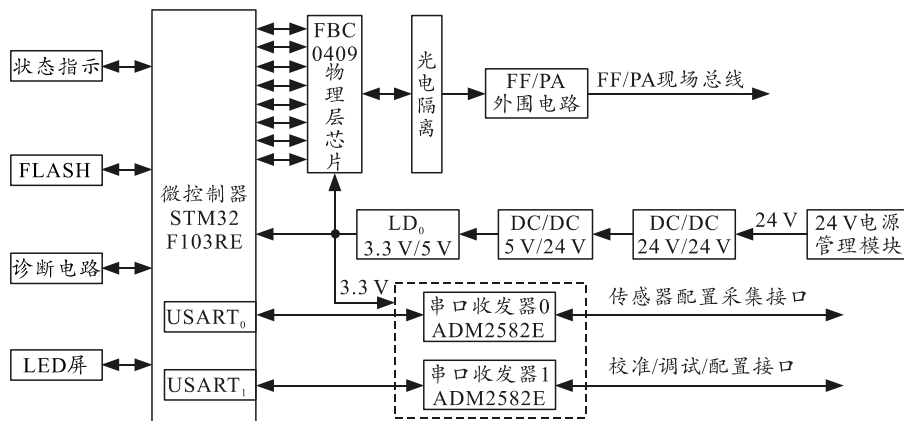 状态指示
FLASH
诊断电路
LED屏
微控制器
STM32
F103RE
USART₀
USART₁
FBC
0409
物理层芯片
光电隔离
FF/PA
外围电路
FF/PA现场总线
LD₀
3.3 V/5 V
DC/DC
5 V/24 V
DC/DC
24 V/24 V
24 V
24 V电源
管理模块
3.3 V
串口收发器0
ADM2582E
传感器配置采集接口
串口收发器1
ADM2582E
校准/调试/配置接口